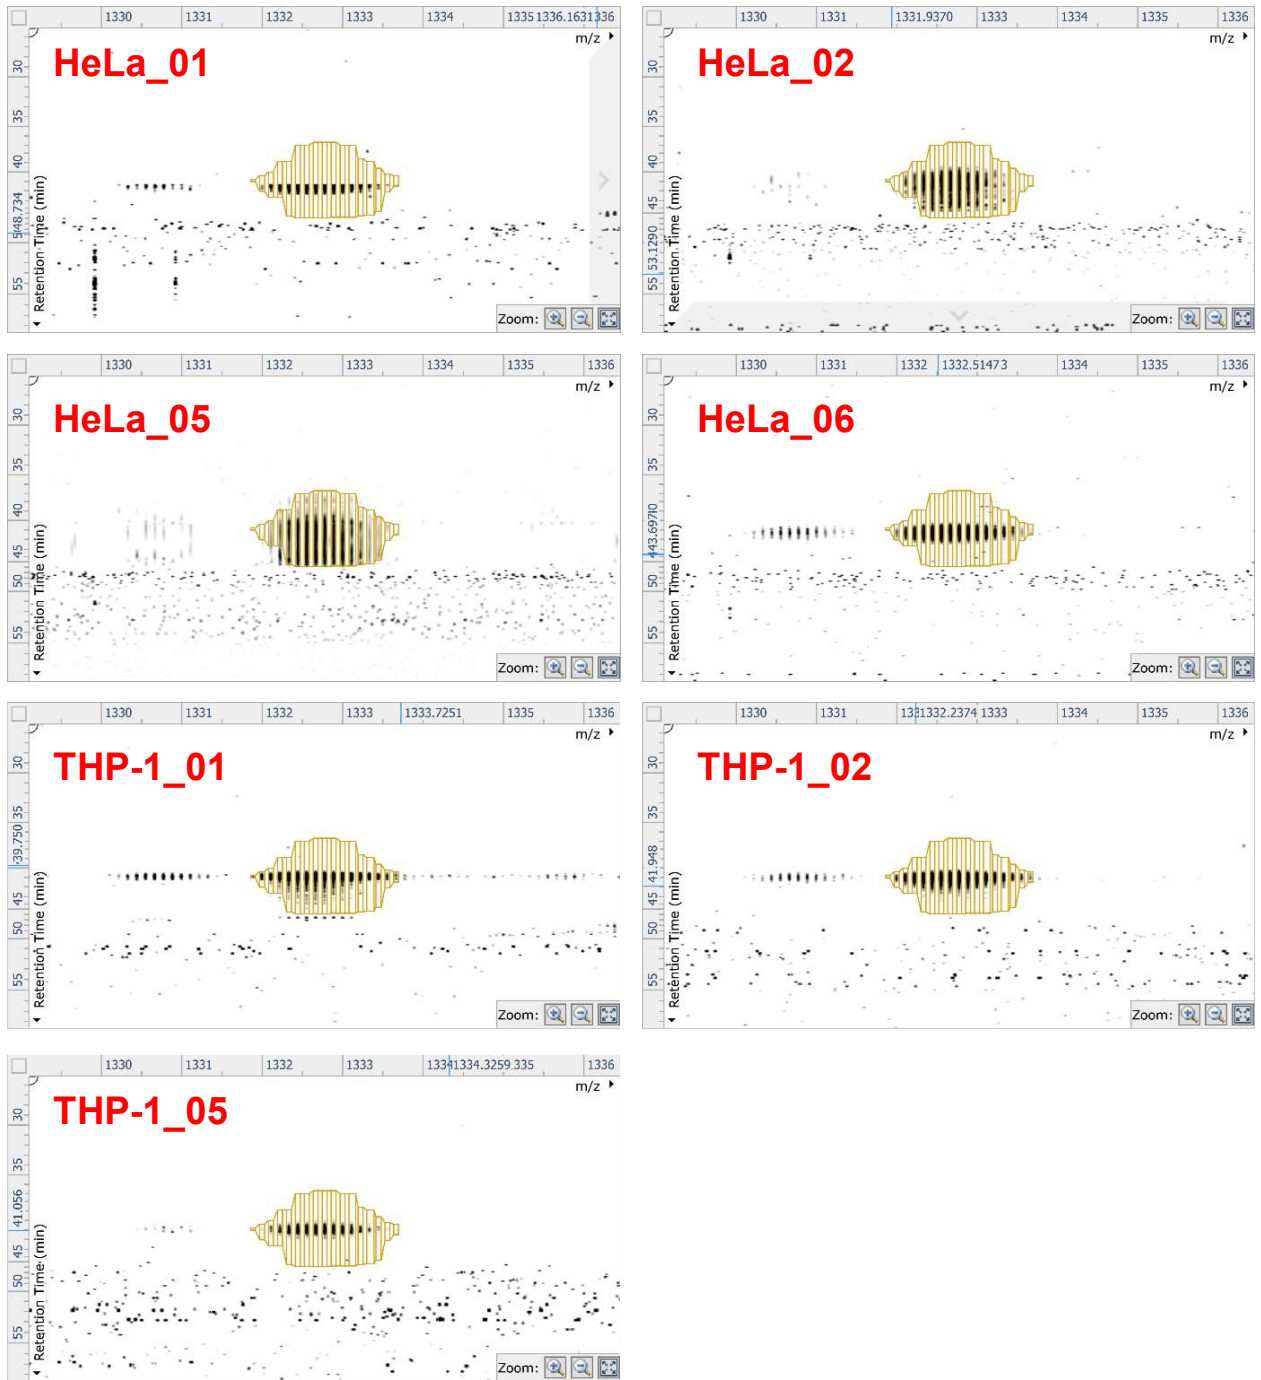 1330 1331 1332 1333 1334 1335 1336.1631 336
m/z
HeLa_01
30 35 40 48.734 55
Retention Time (min)
Zoom:
1330 1331 1331.9370 1333 1334 1335 1336
m/z
HeLa_02
30 35 40 45 53.1290 55
Retention Time (min)
Zoom:
1330 1331 1332 1333 1334 1335 1336
m/z
HeLa_05
30 35 40 45 50 55
Retention Time (min)
Zoom:
1330 1331 1332 1332.51473 1334 1335 1336
m/z
HeLa_06
30 35 50 55
Retention Time (min)
Zoom:
1330 1331 1332 1333 1333.7251 1335 1336
m/z
THP-1_01
30 35 39.750 45 50 55
Retention Time (min)
Zoom:
1330 1331 1332.2374 1333 1334 1335 1336
m/z
THP-1_02
30 35 41.948 45 50 55
Retention Time (min)
Zoom:
1330 1331 1332 1333 1334.3259 335 1336
m/z
THP-1_05
30 35 41.056 45 50 55
Retention Time (min)
Zoom: